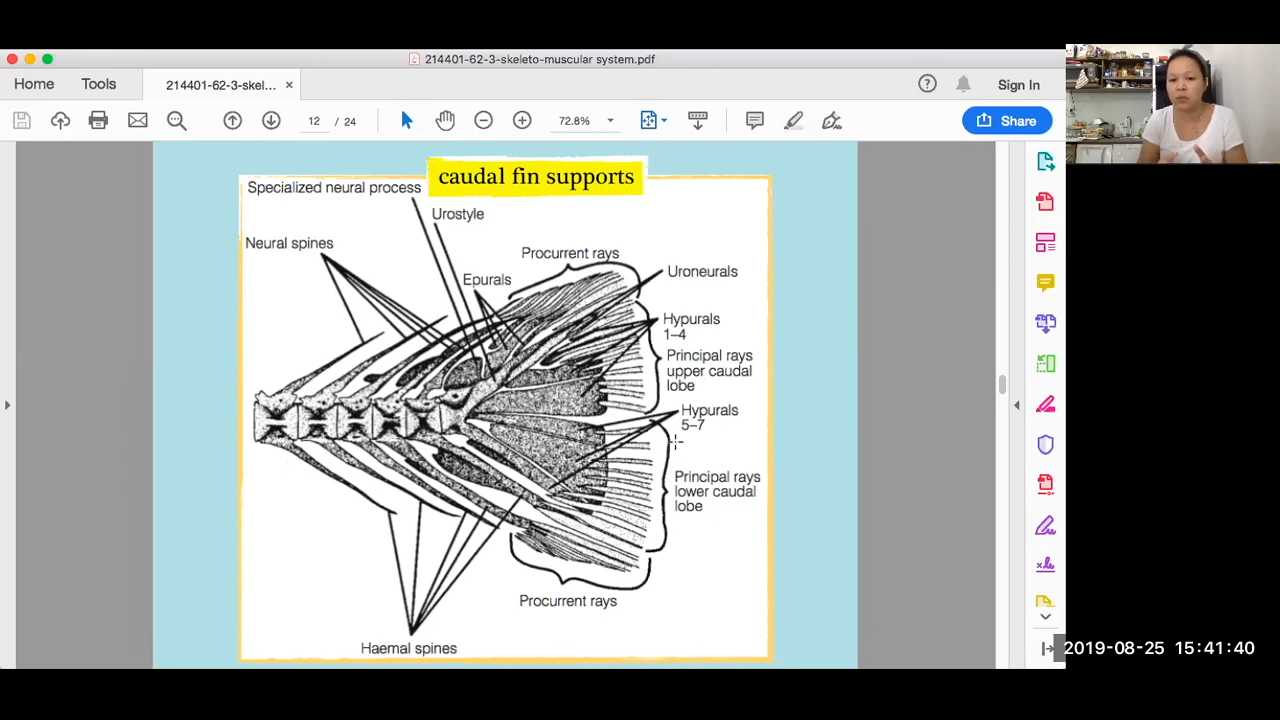 214401-62-3-skeleto-muscular system.pdf
Home
Tools
214401-62-3-skel...
Sign In
12 / 24
72.8%
Share
caudal fin supports
Specialized neural process
Urostyle
Neural spines
Procurrent rays
Epurals
Uroneurals
Hypurals
1–4
Principal rays
upper caudal
lobe
Hypurals
5–7
Principal rays
lower caudal
lobe
Procurrent rays
Haemal spines
2019-08-25 15:41:40